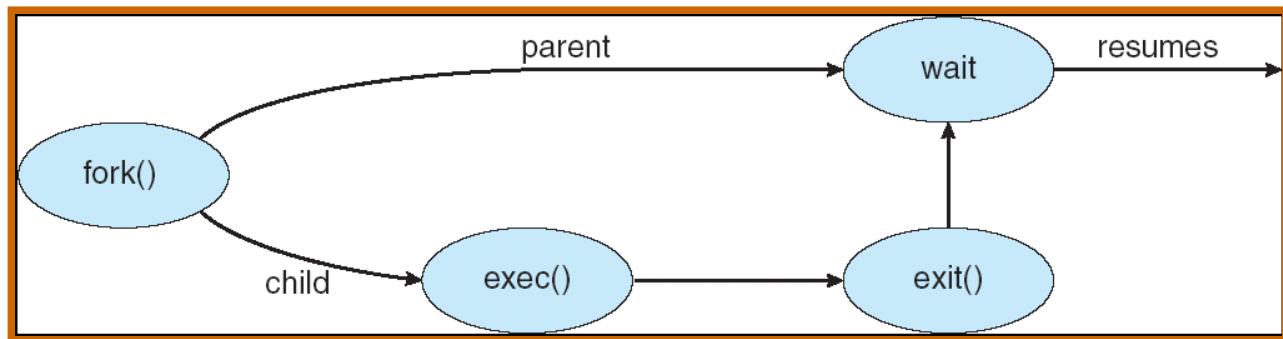 parent
resumes
wait
fork()
child
exec()
exit()